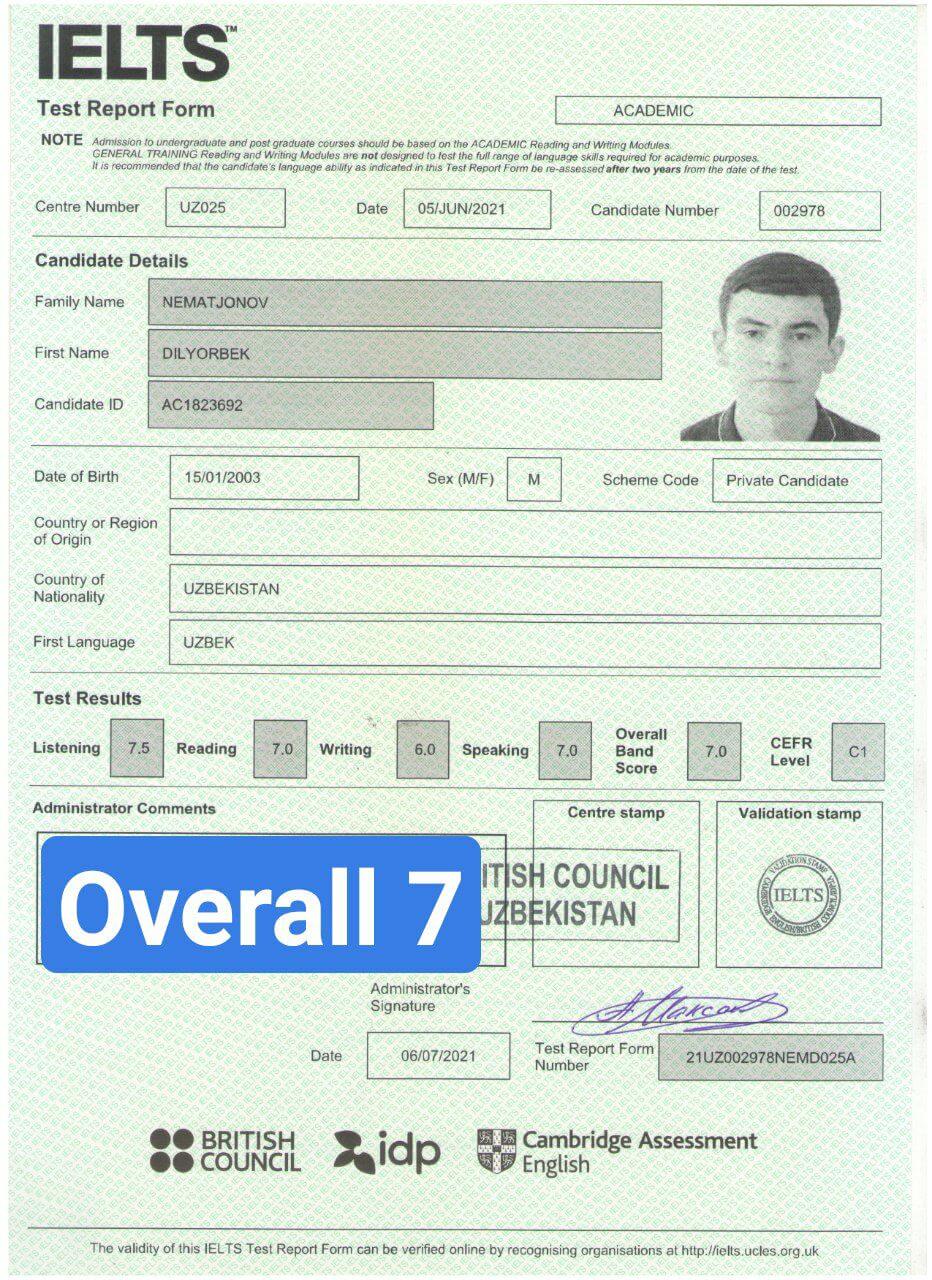 IELTS™
Test Report Form
ACADEMIC
NOTE Admission to undergraduate and post graduate courses should be based on the ACADEMIC Reading and Writing Modules.
GENERAL TRAINING Reading and Writing Modules are not designed to test the full range of language skills required for academic purposes.
It is recommended that the candidate's language ability as indicated in this Test Report Form be re-assessed after two years from the date of the test.
Centre Number UZ025 Date 05/JUN/2021 Candidate Number 002978
Candidate Details
Family Name NEMATJONOV
First Name DILYORBEK
Candidate ID AC1823692
Date of Birth 15/01/2003 Sex (M/F) M Scheme Code Private Candidate
Country or Region
of Origin
Country of
Nationality UZBEKISTAN
First Language UZBEK
Test Results
Listening 7.5 Reading 7.0 Writing 6.0 Speaking 7.0 Overall Band Score 7.0 CEFR Level C1
Administrator Comments Centre stamp Validation stamp
Overall 7
ITISH COUNCIL
UZBEKISTAN
VALIDATION STAMP
IELTS
Administrator's
Signature
Date 06/07/2021 Test Report Form
Number 21UZ002978NEMD025A
BRITISH
COUNCIL
idp
Cambridge Assessment
English
The validity of this IELTS Test Report Form can be verified online by recognising organisations at http://ielts.ucles.org.uk